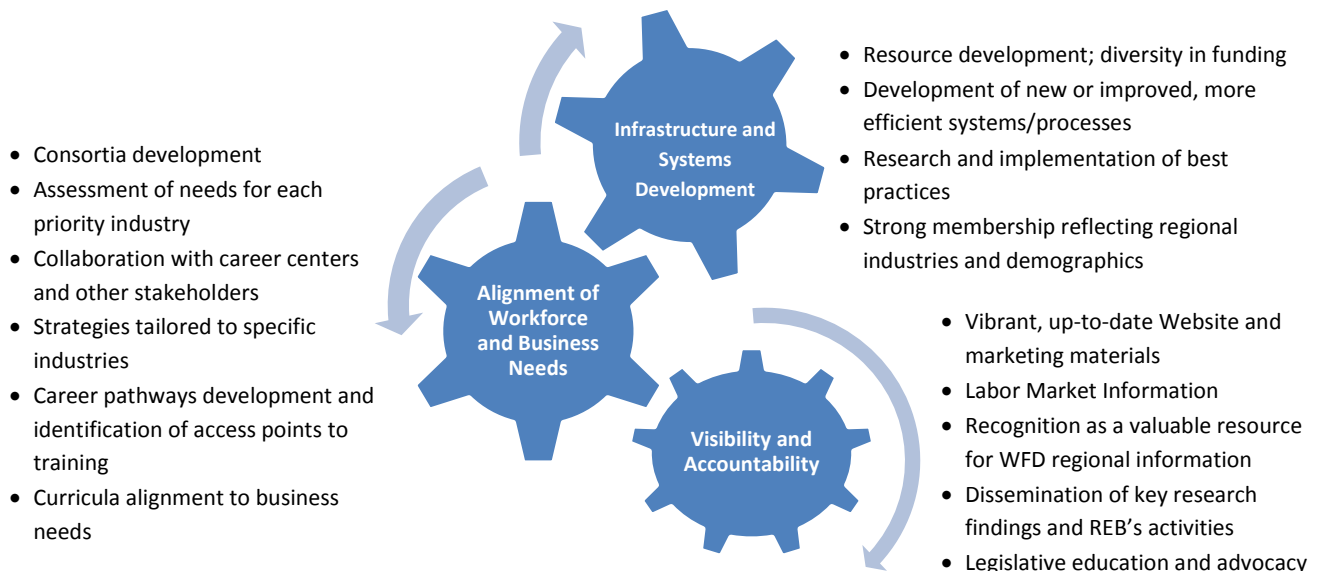 Infrastructure and
Systems
Development
• Resource development; diversity in funding
• Development of new or improved, more
efficient systems/processes
• Research and implementation of best
practices
• Strong membership reflecting regional
industries and demographics
• Consortia development
• Assessment of needs for each
priority industry
• Collaboration with career centers
and other stakeholders
• Strategies tailored to specific
industries
• Career pathways development and
identification of access points to
training
• Curricula alignment to business
needs
Alignment of
Workforce
and Business
Needs
Visibility and
Accountability
• Vibrant, up-to-date Website and
marketing materials
• Labor Market Information
• Recognition as a valuable resource
for WFD regional information
• Dissemination of key research
findings and REB’s activities
• Legislative education and advocacy